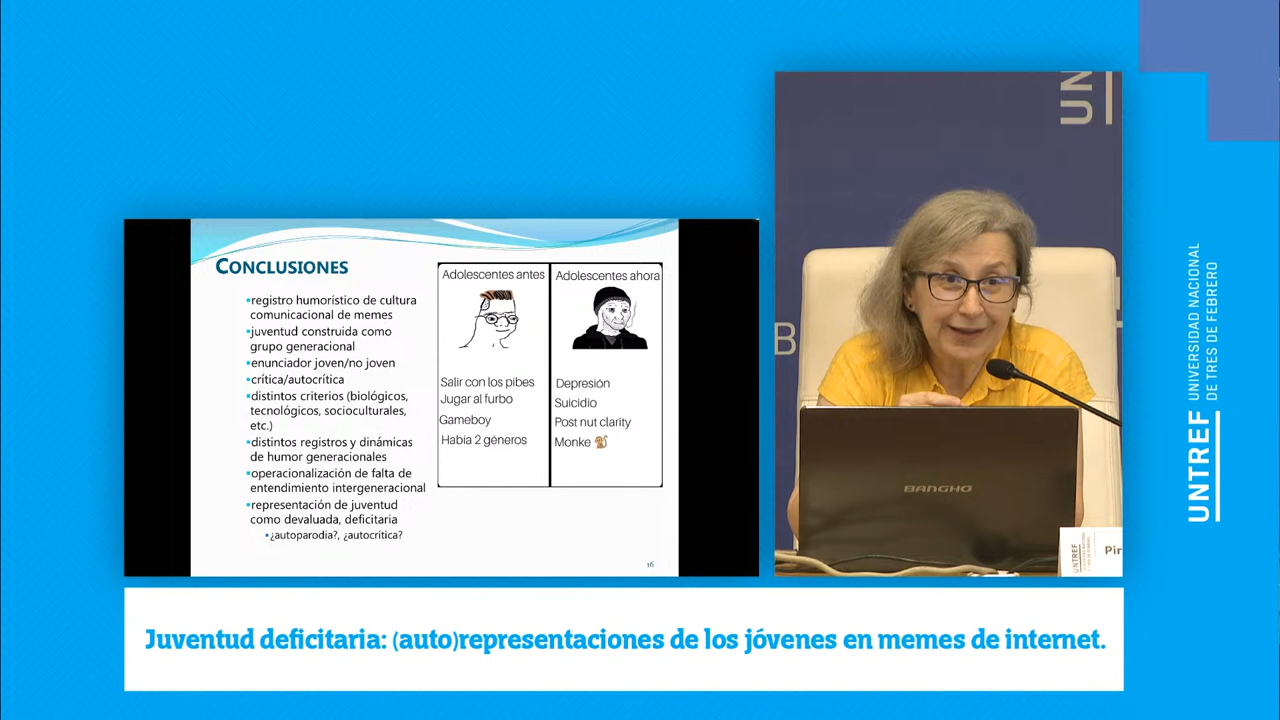 CONCLUSIONES
▪registro humorístico de cultura
comunicacional de memes
▪juventud construida como
grupo generacional
▪enunciador joven/no joven
▪crítica/autocrítica
▪distintos criterios (biológicos,
tecnológicos, socioculturales,
etc.)
▪distintos registros y dinámicas
de humor generacionales
▪operacionalización de falta de
entendimiento intergeneracional
▪representación de juventud
como devaluada, deficitaria
▪¿autoparodia?, ¿autocrítica?
Adolescentes antes
Salir con los pibes
Jugar al furbo
Gameboy
Había 2 géneros
Adolescentes ahora
Depresión
Suicidio
Post nut clarity
Monke 🐒
16
UN
B
BANGHO
UNTREF
Pir
UNTREF
UNIVERSIDAD NACIONAL
DE TRES DE FEBRERO
Juventud deficitaria: (auto)representaciones de los jóvenes en memes de internet.